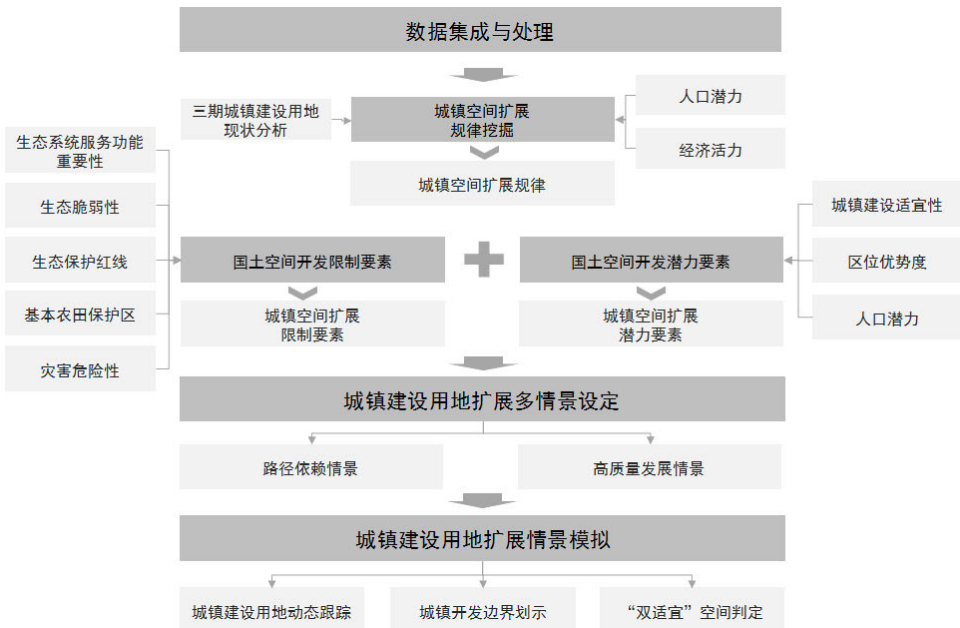 数据集成与处理
三期城镇建设用地
现状分析
城镇空间扩展
规律挖掘
人口潜力
经济活力
城镇空间扩展规律
生态系统服务功能
重要性
生态脆弱性
生态保护红线
基本农田保护区
灾害危险性
国土空间开发限制要素
城镇空间扩展
限制要素
国土空间开发潜力要素
城镇空间扩展
潜力要素
城镇建设适宜性
区位优势度
人口潜力
城镇建设用地扩展多情景设定
路径依赖情景
高质量发展情景
城镇建设用地扩展情景模拟
城镇建设用地动态跟踪
城镇开发边界划示
“双适宜”空间判定